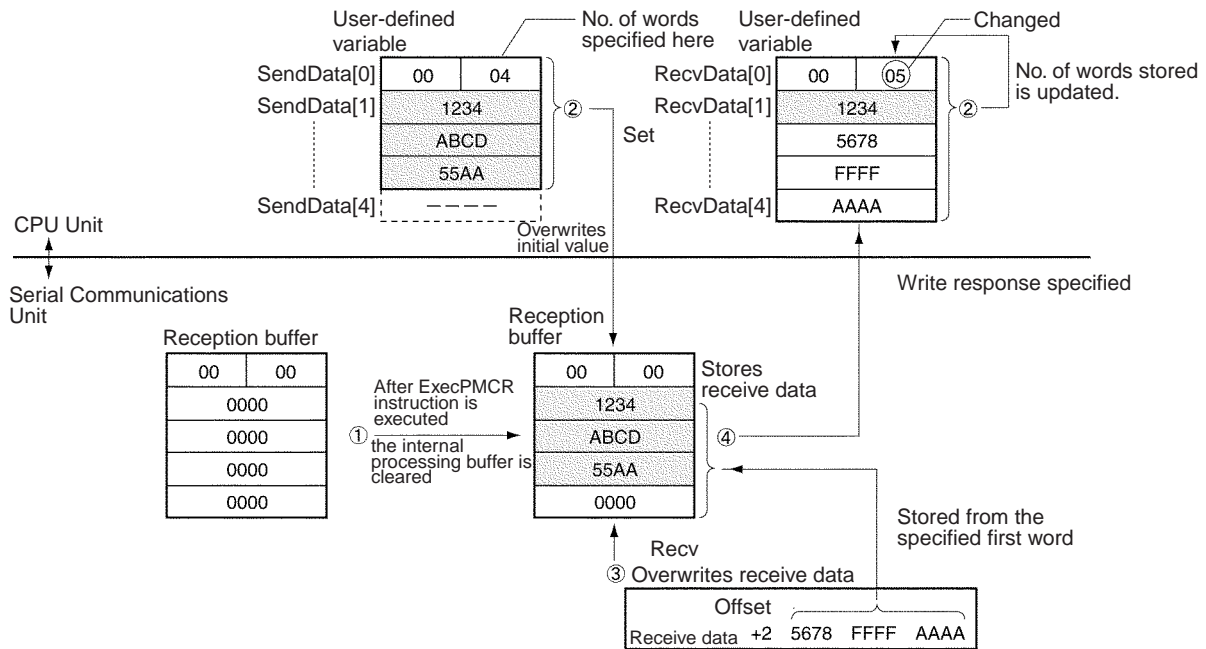 User-defined
variable
No. of words
specified here
User-defined
variable
Changed
SendData[0]
00 04
RecvData[0]
00 05
No. of words stored
is updated.
SendData[1]
1234
②
RecvData[1]
1234
②
ABCD
Set
5678
55AA
FFFF
SendData[4]
– – – –
RecvData[4]
AAAA
CPU Unit
Overwrites
initial value
Serial Communications
Unit
Write response specified
Reception buffer
00 00
0000
0000
0000
0000
①
After ExecPMCR
instruction is
executed
the internal
processing buffer is
cleared
Reception
buffer
00 00
1234
ABCD
55AA
0000
Stores
receive data
④
Stored from the
specified first word
Recv
③ Overwrites receive data
Offset
Receive data +2 5678 FFFF AAAA